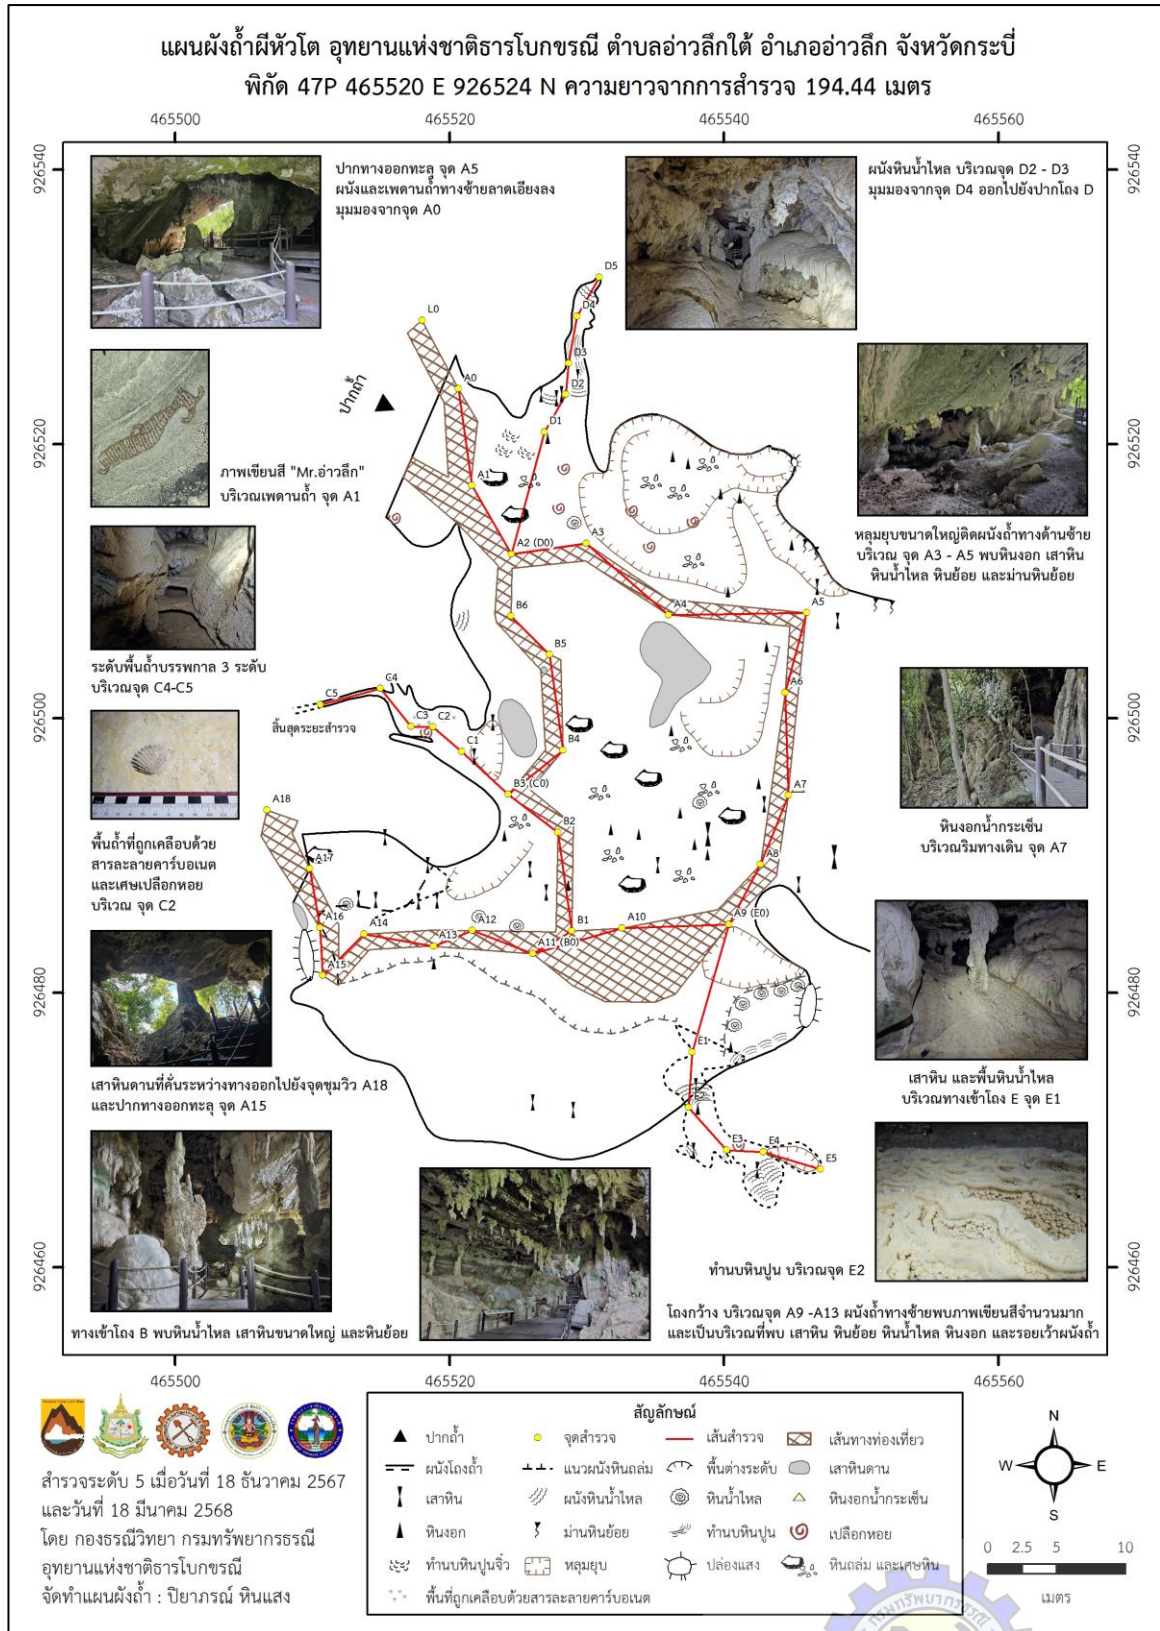 แผนผังถ้ำผีหัวโต อุทยานแห่งชาติธารโบกขรณี ตำบลอ่าวลึกใต้ อำเภออ่าวลึก จังหวัดกระบี่
พิกัด 47P 465520 E 926524 N ความยาวจากการสำรวจ 194.44 เมตร
465500
465520
465540
465560
926540
926540
ปากทางออกทะลุ จุด A5
ผนังและเพดานถ้ำทางซ้ายลาดเอียงลง
มุมมองจากจุด A0
ผนังหินน้ำไหล บริเวณจุด D2 - D3
มุมมองจากจุด D4 ออกไปยังปากโถง D
D5
D4
L0
D3
A0
D2
ปากถ้ำ
D1
926520
926520
ภาพเขียนสี "Mr.อ่าวลึก"
บริเวณเพดานถ้ำ จุด A1
A1
A2 (D0)
A3
หลุมยุบขนาดใหญ่ติดผนังถ้ำทางด้านซ้าย
บริเวณ จุด A3 - A5 พบหินงอก เสาหิน
หินน้ำไหล หินย้อย และม่านหินย้อย
B6
A4
A5
B5
ระดับพื้นถ้ำบรรพกาล 3 ระดับ
บริเวณจุด C4-C5
C4
C5
A6
สิ้นสุดระยะสำรวจ
C3
C2
C1
B4
926500
926500
B3 (C0)
A7
A18
B2
หินงอกน้ำกระเซ็น
บริเวณริมทางเดิน จุด A7
พื้นถ้ำที่ถูกเคลือบด้วย
สารละลายคาร์บอเนต
และเศษเปลือกหอย
บริเวณ จุด C2
A17
A8
A16
A14
A13
A12
A11 (B0)
B1
A10
A9 (E0)
A15
926480
926480
E1
เสาหินดานที่คั่นระหว่างทางออกไปยังจุดชมวิว A18
และปากทางออกทะลุ จุด A15
เสาหิน และพื้นหินน้ำไหล
บริเวณทางเข้าโถง E จุด E1
E2
E3
E4
E5
926460
926460
ทำนบหินปูน บริเวณจุด E2
ทางเข้าโถง B พบหินน้ำไหล เสาหินขนาดใหญ่ และหินย้อย
โถงกว้าง บริเวณจุด A9 -A13 ผนังถ้ำทางซ้ายพบภาพเขียนสีจำนวนมาก
และเป็นบริเวณที่พบ เสาหิน หินย้อย หินน้ำไหล หินงอก และรอยเว้าผนังถ้ำ
465500
465520
465540
465560
สัญลักษณ์
ปากถ้ำ
จุดสำรวจ
เส้นสำรวจ
เส้นทางท่องเที่ยว
ผนังโถงถ้ำ
แนวผนังหินถล่ม
พื้นต่างระดับ
เสาหินดาน
เสาหิน
ผนังหินน้ำไหล
หินน้ำไหล
หินงอกน้ำกระเซ็น
หินงอก
ม่านหินย้อย
ทำนบหินปูน
เปลือกหอย
ทำนบหินปูนจิ๋ว
หลุมยุบ
ปล่องแสง
หินถล่ม และเศษหิน
พื้นที่ถูกเคลือบด้วยสารละลายคาร์บอเนต
สำรวจระดับ 5 เมื่อวันที่ 18 ธันวาคม 2567
และวันที่ 18 มีนาคม 2568
โดย กองธรณีวิทยา กรมทรัพยากรธรณี
อุทยานแห่งชาติธารโบกขรณี
จัดทำแผนผังถ้ำ : ปิยาภรณ์ หินแสง
N
W
E
S
0 2.5 5 10
เมตร